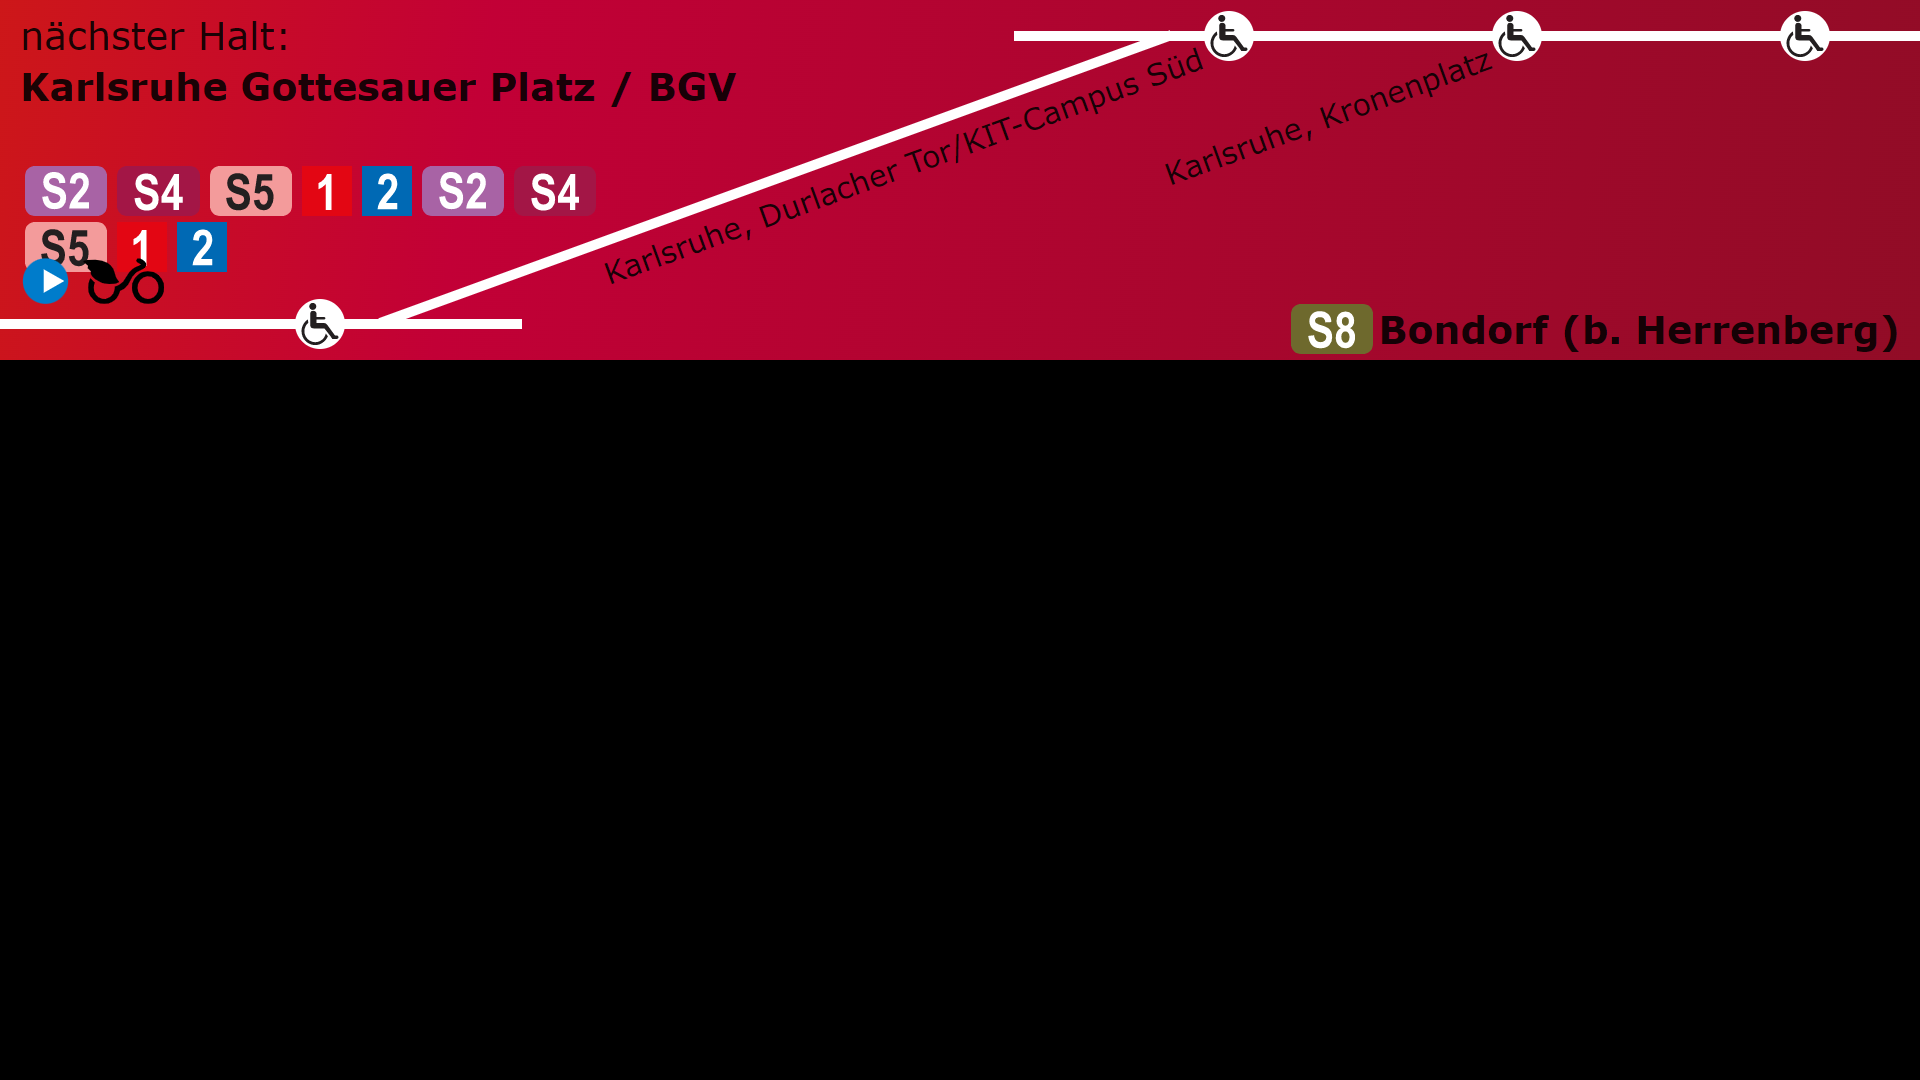 nächster Halt:
Karlsruhe Gottesauer Platz / BGV
S2 S4 S5 1 2 S2 S4
S5 1 2
Karlsruhe, Durlacher Tor/KIT-Campus Süd
Karlsruhe, Kronenplatz
S8 Bondorf (b. Herrenberg)